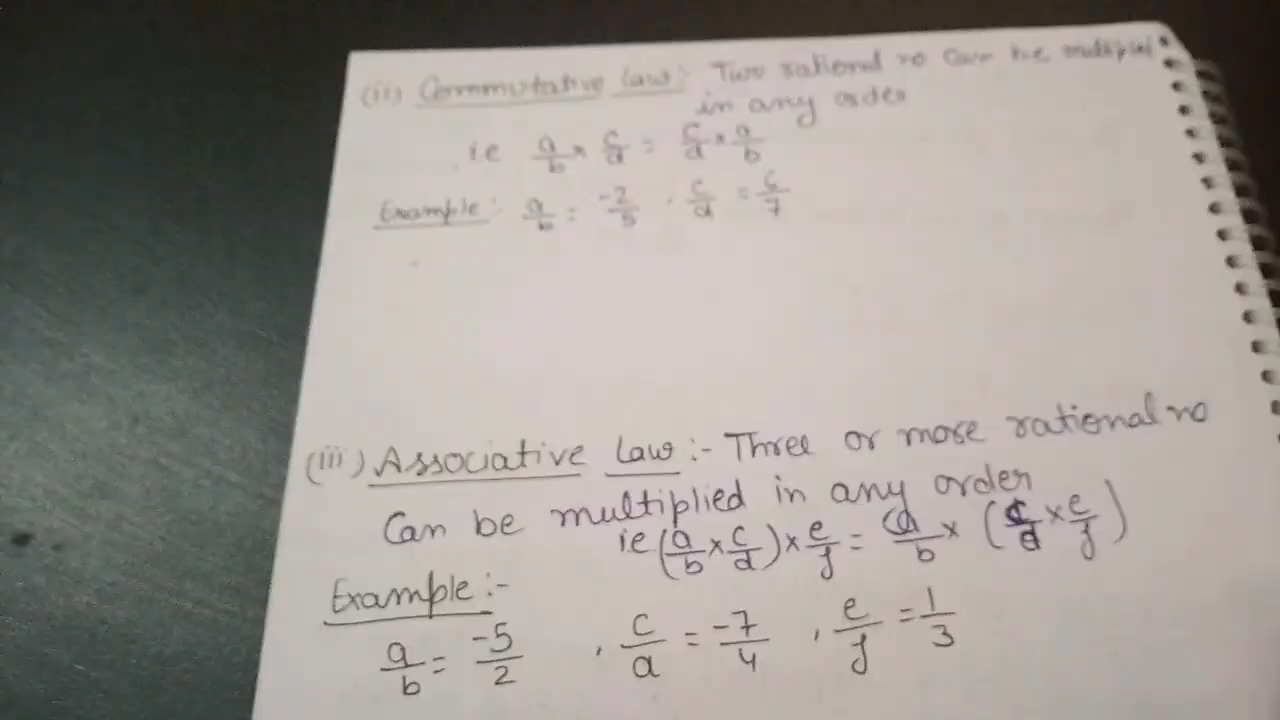 (ii) Commutative law:- Two rational no can be multiplied
in any order
ie a/b × c/d = c/d × a/b
Example:- a/b = -2/5 , c/d = 6/7
(iii) Associative law :- Three or more rational no
Can be multiplied in any order
ie (a/b × c/d) × e/f = a/b × (c/d × e/f)
Example :-
a/b = -5/2 , c/d = -7/4 , e/f = 1/3